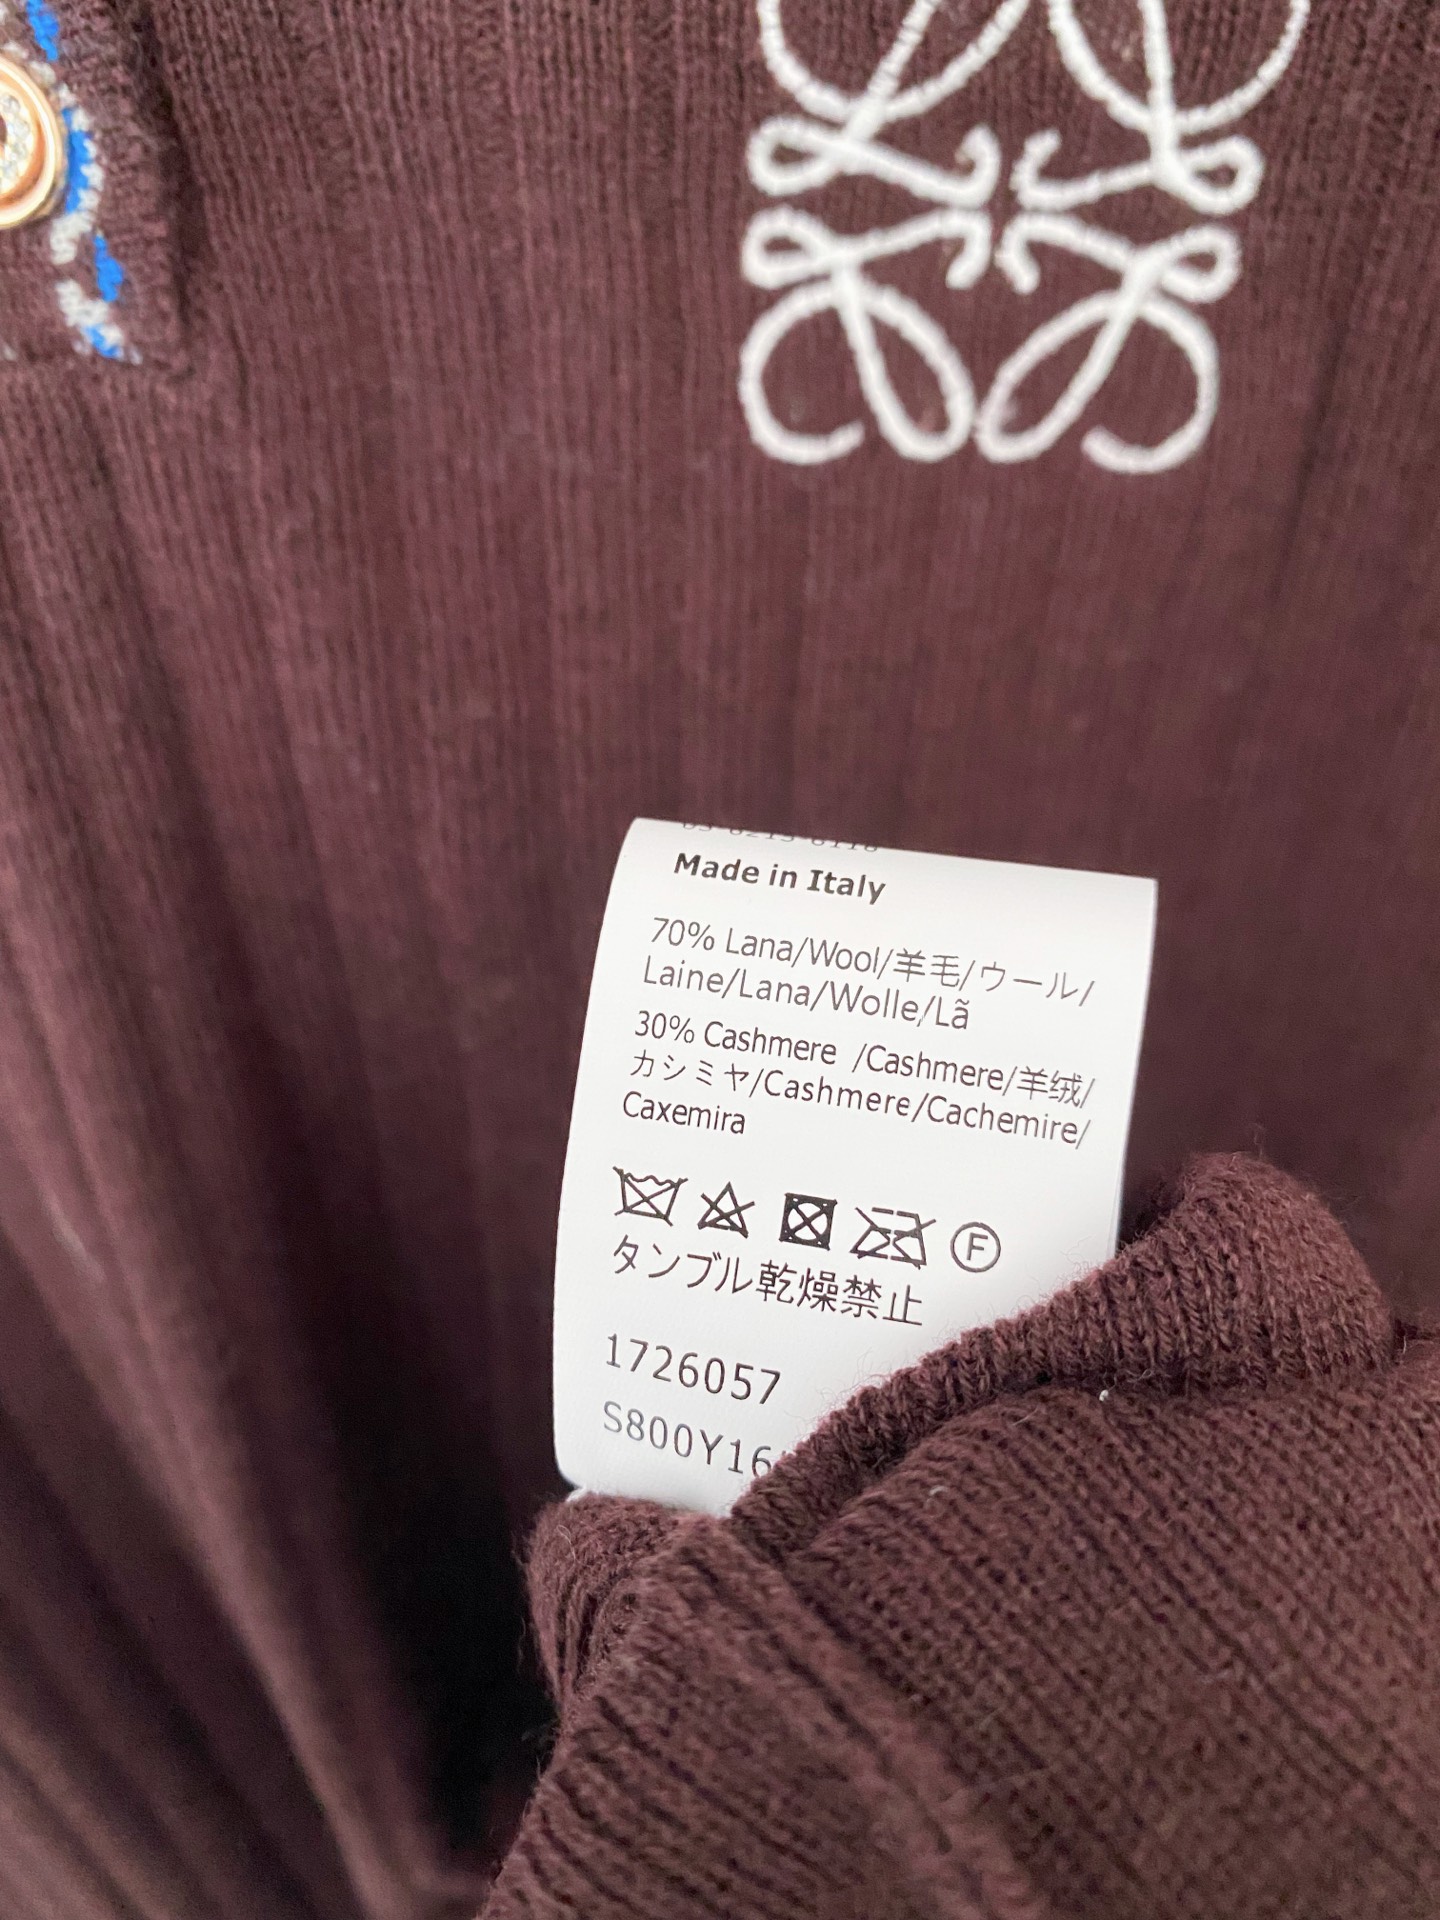 Made in Italy
70% Lana/Wool/羊毛/ウール/
Laine/Lana/Wolle/Lã
30% Cashmere /Cashmere/羊绒/
カシミヤ/Cashmere/Cachemire/
Caxemira
F
タンブル乾燥禁止
1726057
S800Y16